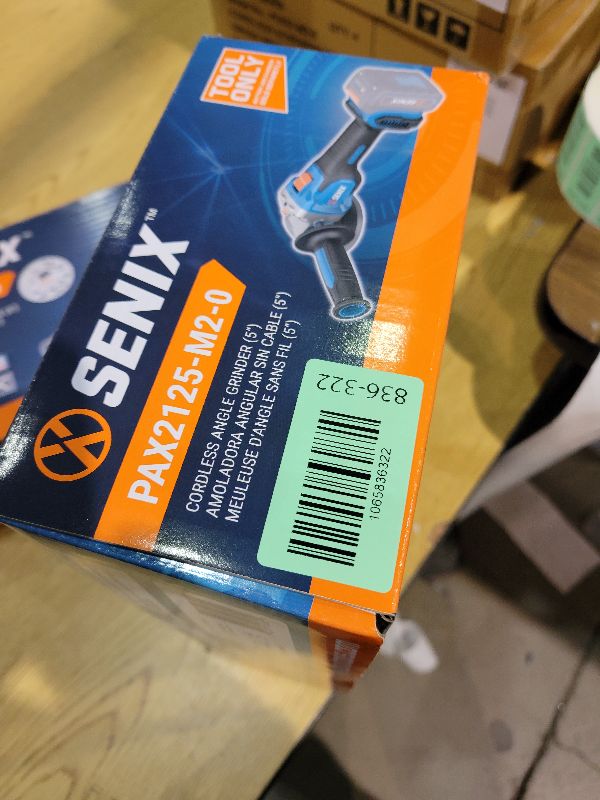 TOOL
ONLY
SENIX™
PAX2125-M2-0
CORDLESS ANGLE GRINDER (5")
AMOLADORA ANGULAR SIN CABLE (5")
MEULEUSE D'ANGLE SANS FIL (5")
836-322
1065836322